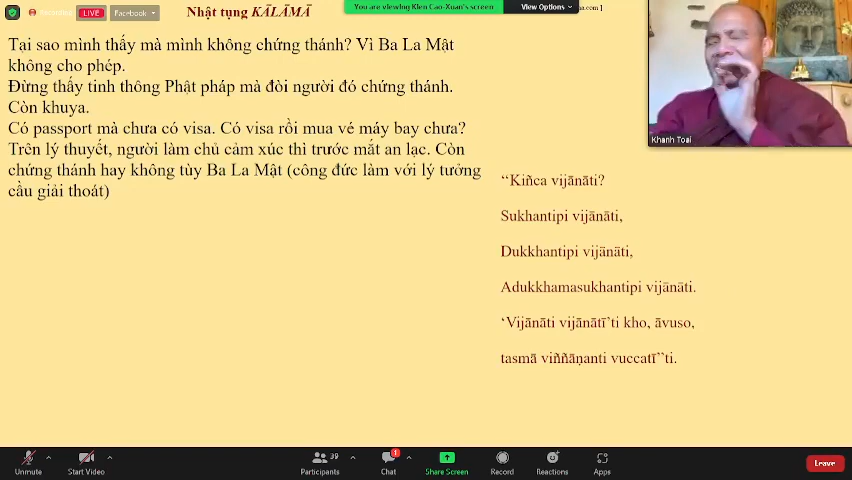 Recording
LIVE
Facebook
Nhật tụng KĀLĀMĀ
You are viewing Kien Cao-Xuan's screen
View Options
Tại sao mình thấy mà mình không chứng thánh? Vì Ba La Mật
không cho phép.
Đừng thấy tinh thông Phật pháp mà đòi người đó chứng thánh.
Còn khuya.
Có passport mà chưa có visa. Có visa rồi mua vé máy bay chưa?
Trên lý thuyết, người làm chủ cảm xúc thì trước mắt an lạc. Còn
chứng thánh hay không tùy Ba La Mật (công đức làm với lý tưởng
cầu giải thoát)
Khanh Toai
“Kiñca vijānāti?
Sukhantipi vijānāti,
Dukkhantipi vijānāti,
Adukkhamasukhantipi vijānāti.
‘Vijānāti vijānātī’ti kho, āvuso,
tasmā viññāṇanti vuccatī’’ti.
Unmute
Start Video
39
Participants
1
Chat
Share Screen
Record
Reactions
Apps
Leave